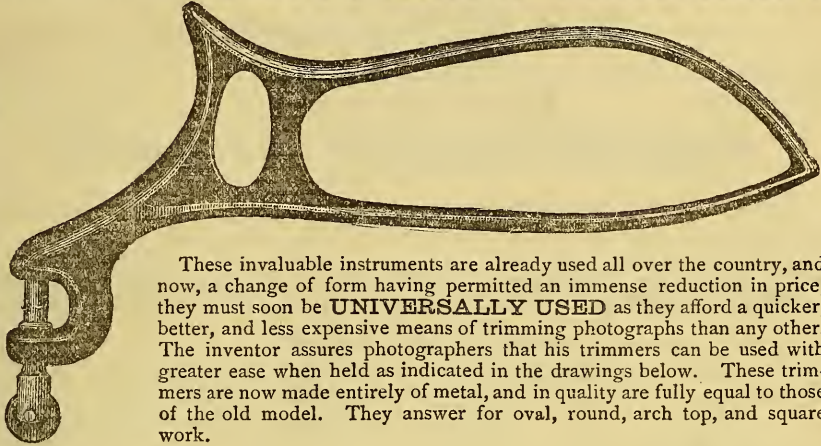 These invaluable instruments are already used all over the country, and
now, a change of form having permitted an immense reduction in price
they must soon be UNIVERSALLY USED as they afford a quicker
better, and less expensive means of trimming photographs than any other
The inventor assures photographers that his trimmers can be used with
greater ease when held as indicated in the drawings below. These trim-
mers are now made entirely of metal, and in quality are fully equal to those
of the old model. They answer for oval, round, arch top, and square
work.